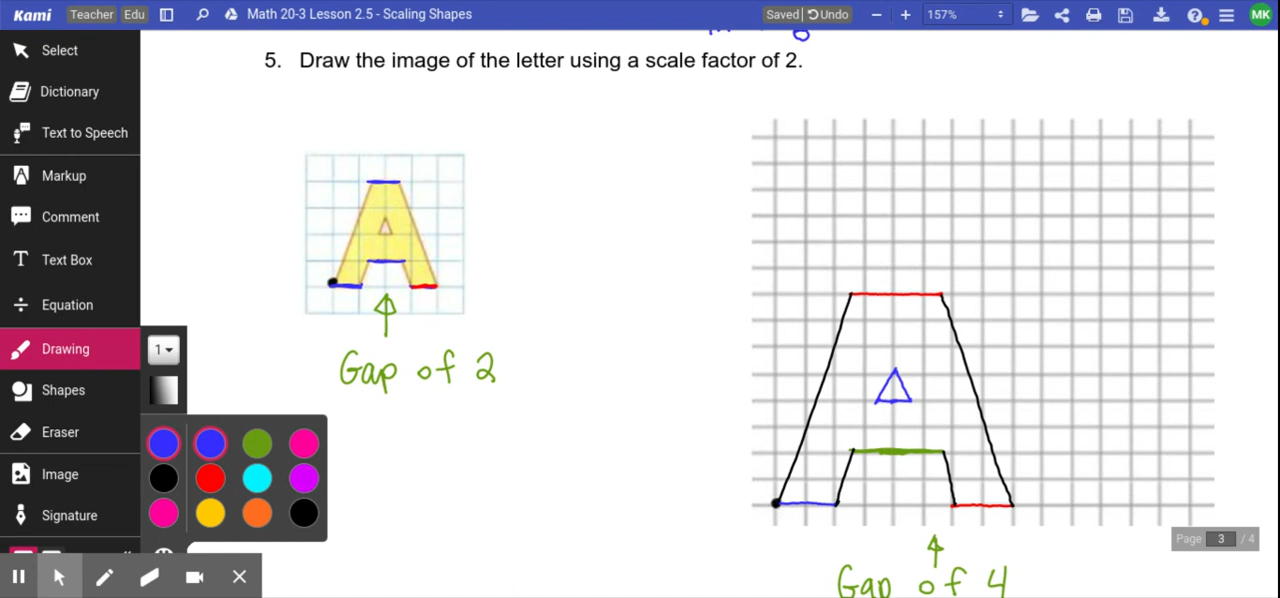 Kami Teacher Edu Math 20-3 Lesson 2.5 - Scaling Shapes Saved Undo − + 157% MK
Select
Dictionary
Text to Speech
Markup
Comment
Text Box
Equation
Drawing
1
Shapes
Eraser
Image
Signature
5. Draw the image of the letter using a scale factor of 2.
A
Gap of 2
Gap of 4
Page 3 / 4